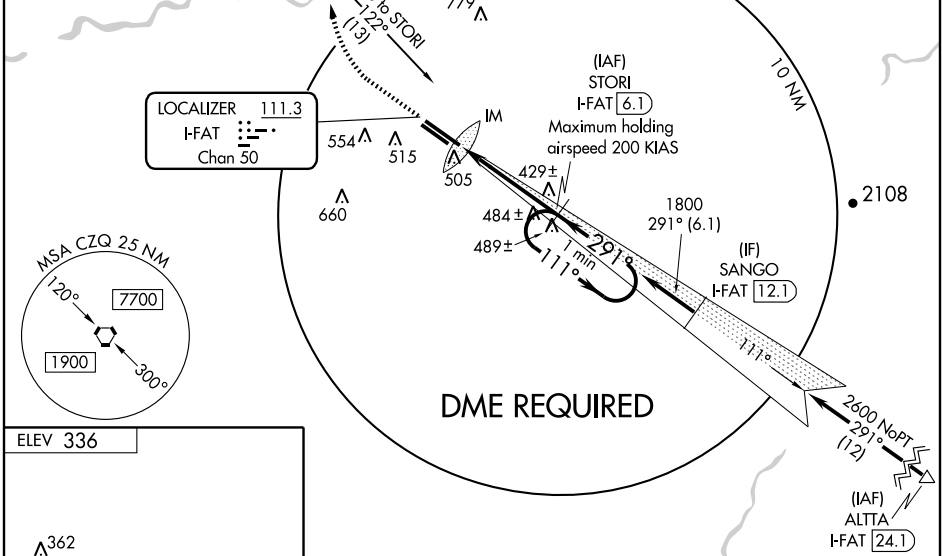 779
to STORI
122°
(13)
10 NM
(IAF)
STORI
I-FAT 6.1
Maximum holding
airspeed 200 KIAS
LOCALIZER 111.3
I-FAT
Chan 50
IM
554
515
505
429±
660
484±
489±
1 min
291°
111°
1800
291° (6.1)
2108
(IF)
SANGO
I-FAT 12.1
MSA CZQ 25 NM
120°
7700
1900
300°
111°
DME REQUIRED
2600 NoPT
291°
(12)
(IAF)
ALTTA
I-FAT 24.1
ELEV 336
362